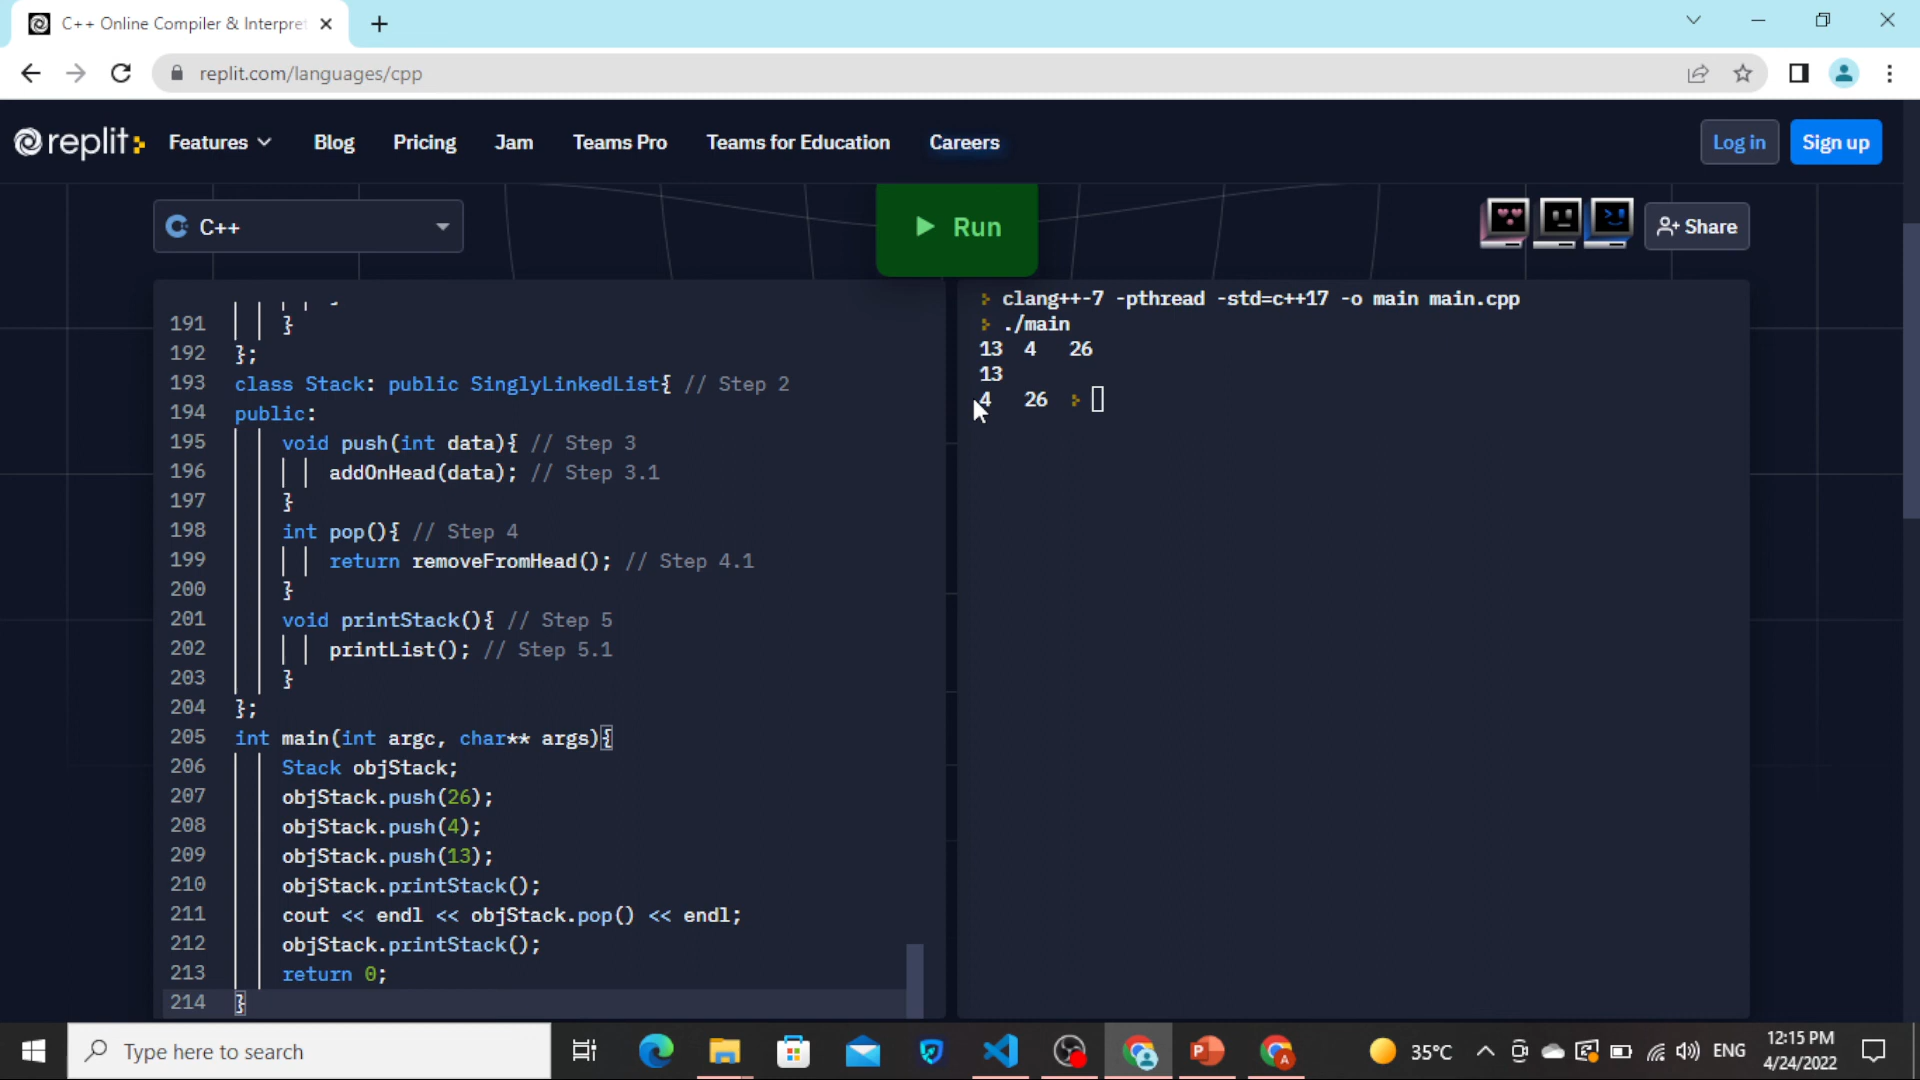 C++ Online Compiler & Interpre
replit.com/languages/cpp
replit Features Blog Pricing Jam Teams Pro Teams for Education Careers Log in Sign up
C++ Run Share
191 }
192 };
193 class Stack: public SinglyLinkedList{ // Step 2
194 public:
195 void push(int data){ // Step 3
196 addOnHead(data); // Step 3.1
197 }
198 int pop(){ // Step 4
199 return removeFromHead(); // Step 4.1
200 }
201 void printStack(){ // Step 5
202 printList(); // Step 5.1
203 }
204 };
205 int main(int argc, char** args){
206 Stack objStack;
207 objStack.push(26);
208 objStack.push(4);
209 objStack.push(13);
210 objStack.printStack();
211 cout << endl << objStack.pop() << endl;
212 objStack.printStack();
213 return 0;
214 }
clang++-7 -pthread -std=c++17 -o main main.cpp
./main
13 4 26
13
4 26
Type here to search
35°C ENG
12:15 PM
4/24/2022